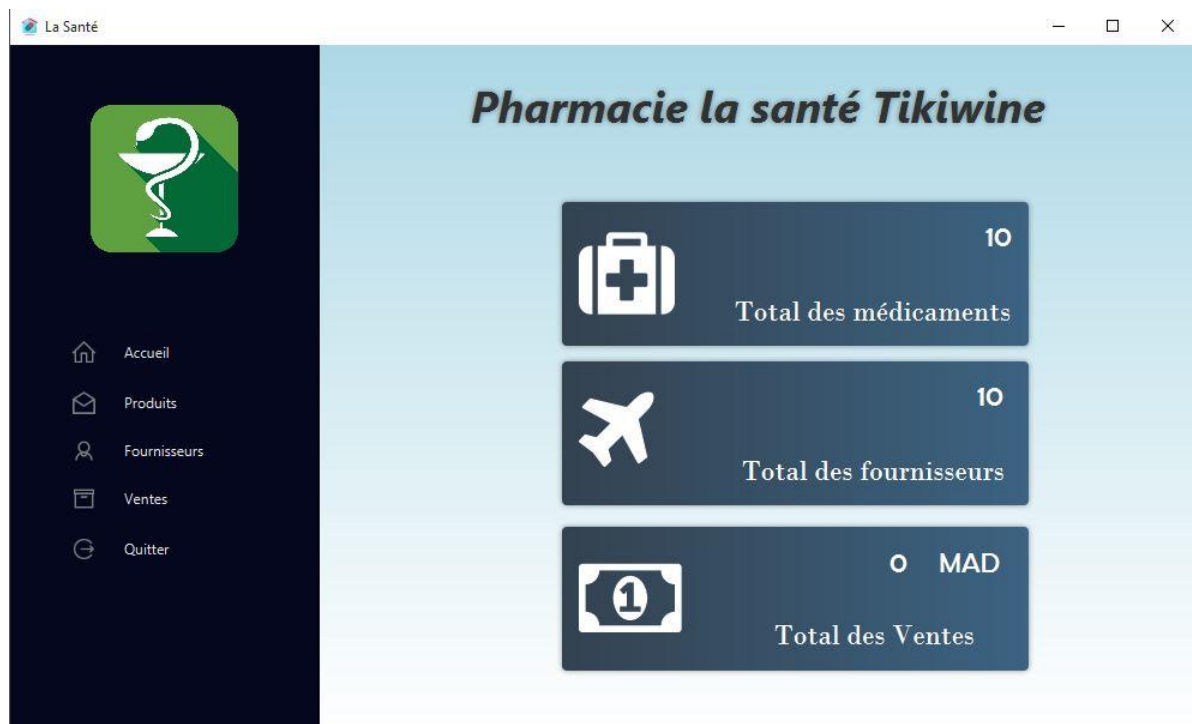 La Santé
Pharmacie la santé Tikiwine
Accueil
Produits
Fournisseurs
Ventes
Quitter
10
Total des médicaments
10
Total des fournisseurs
1
0 MAD
Total des Ventes